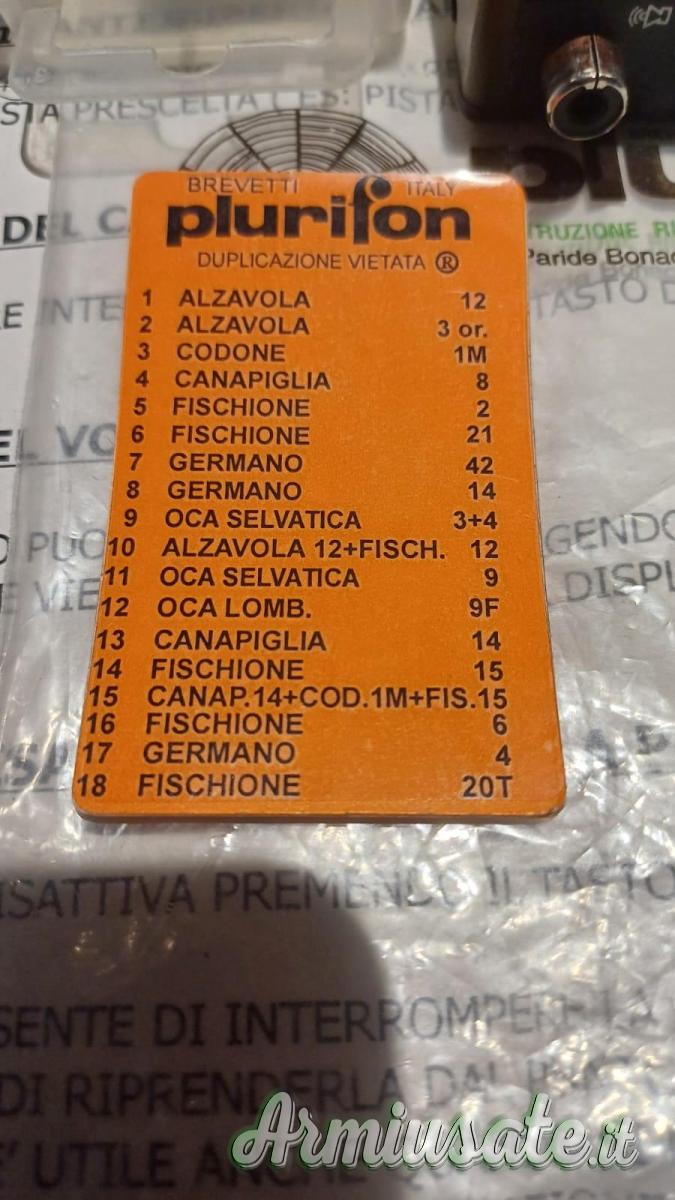 STA PRESCELTA ( ES: PISTA
BREVETTI ITALY
plurifon
DUPLICAZIONE VIETATA ®
1 ALZAVOLA 12
2 ALZAVOLA 3 or.
3 CODONE 1M
4 CANAPIGLIA 8
5 FISCHIONE 2
6 FISCHIONE 21
7 GERMANO 42
8 GERMANO 14
9 OCA SELVATICA 3+4
10 ALZAVOLA 12+FISCH. 12
11 OCA SELVATICA 9
12 OCA LOMB. 9F
13 CANAPIGLIA 14
14 FISCHIONE 15
15 CANAP.14+COD.1M+FIS.15
16 FISCHIONE 6
17 GERMANO 4
18 FISCHIONE 20T
TRUZIONE
Paride Bonac
TASTO D
DEL
INTE
PUO
GENDO
DISPL
ISATTIVA PREMENDO IL TASTO
SENTE DI INTERROMPERE LA
DI RIPRENDERLA DAL
E' UTILE ANCHE
Armiusate.it